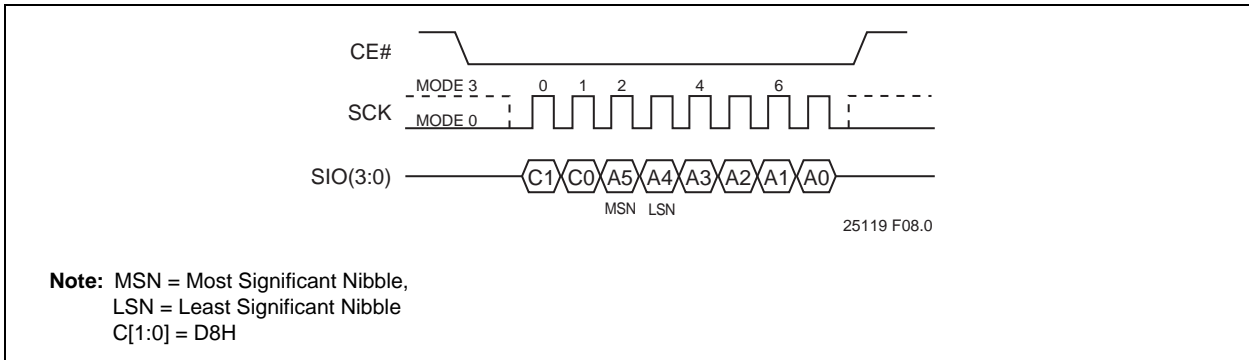 CE#
MODE 3 0 1 2 4 6
SCK
MODE 0
SIO(3:0) C1 C0 A5 A4 A3 A2 A1 A0
MSN LSN
25119 F08.0
Note: MSN = Most Significant Nibble,
LSN = Least Significant Nibble
C[1:0] = D8H